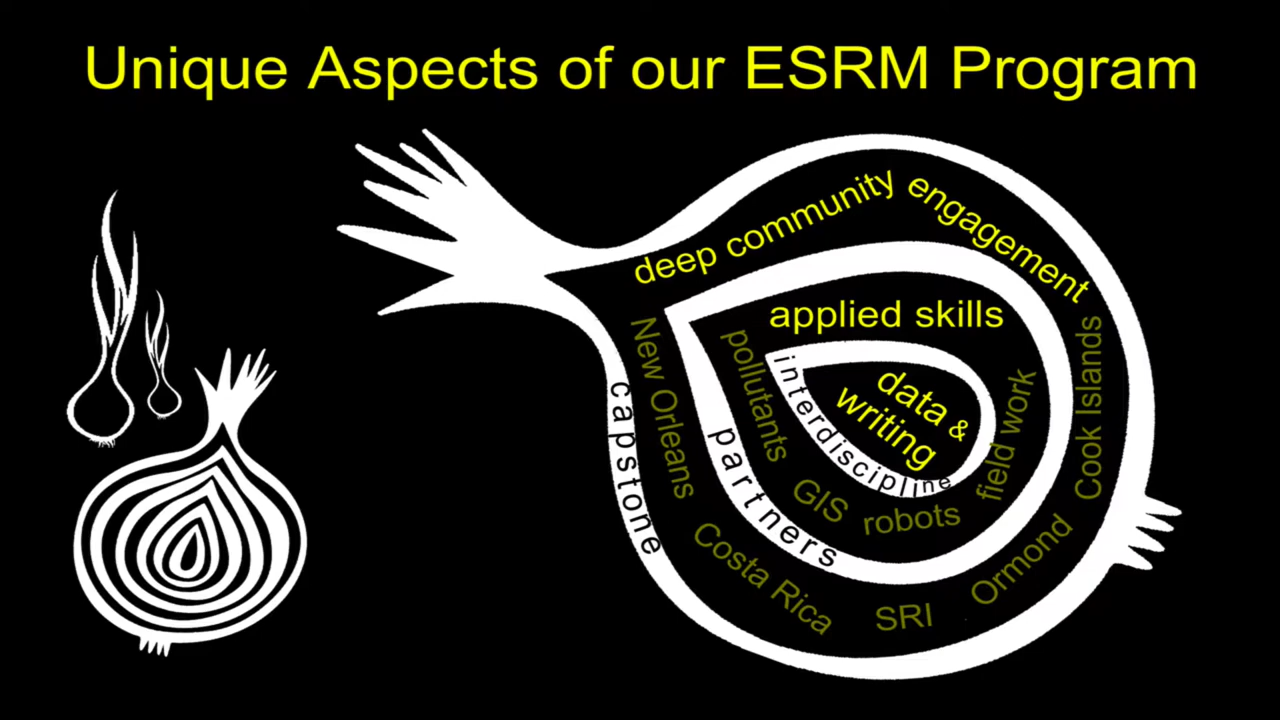 Unique Aspects of our ESRM Program
deep community engagement
applied skills
data &
writing
interdiscipline
pollutants
GIS
robots
field work
partners
New Orleans
Costa Rica
SRI
Ormond
Cook Islands
capstone